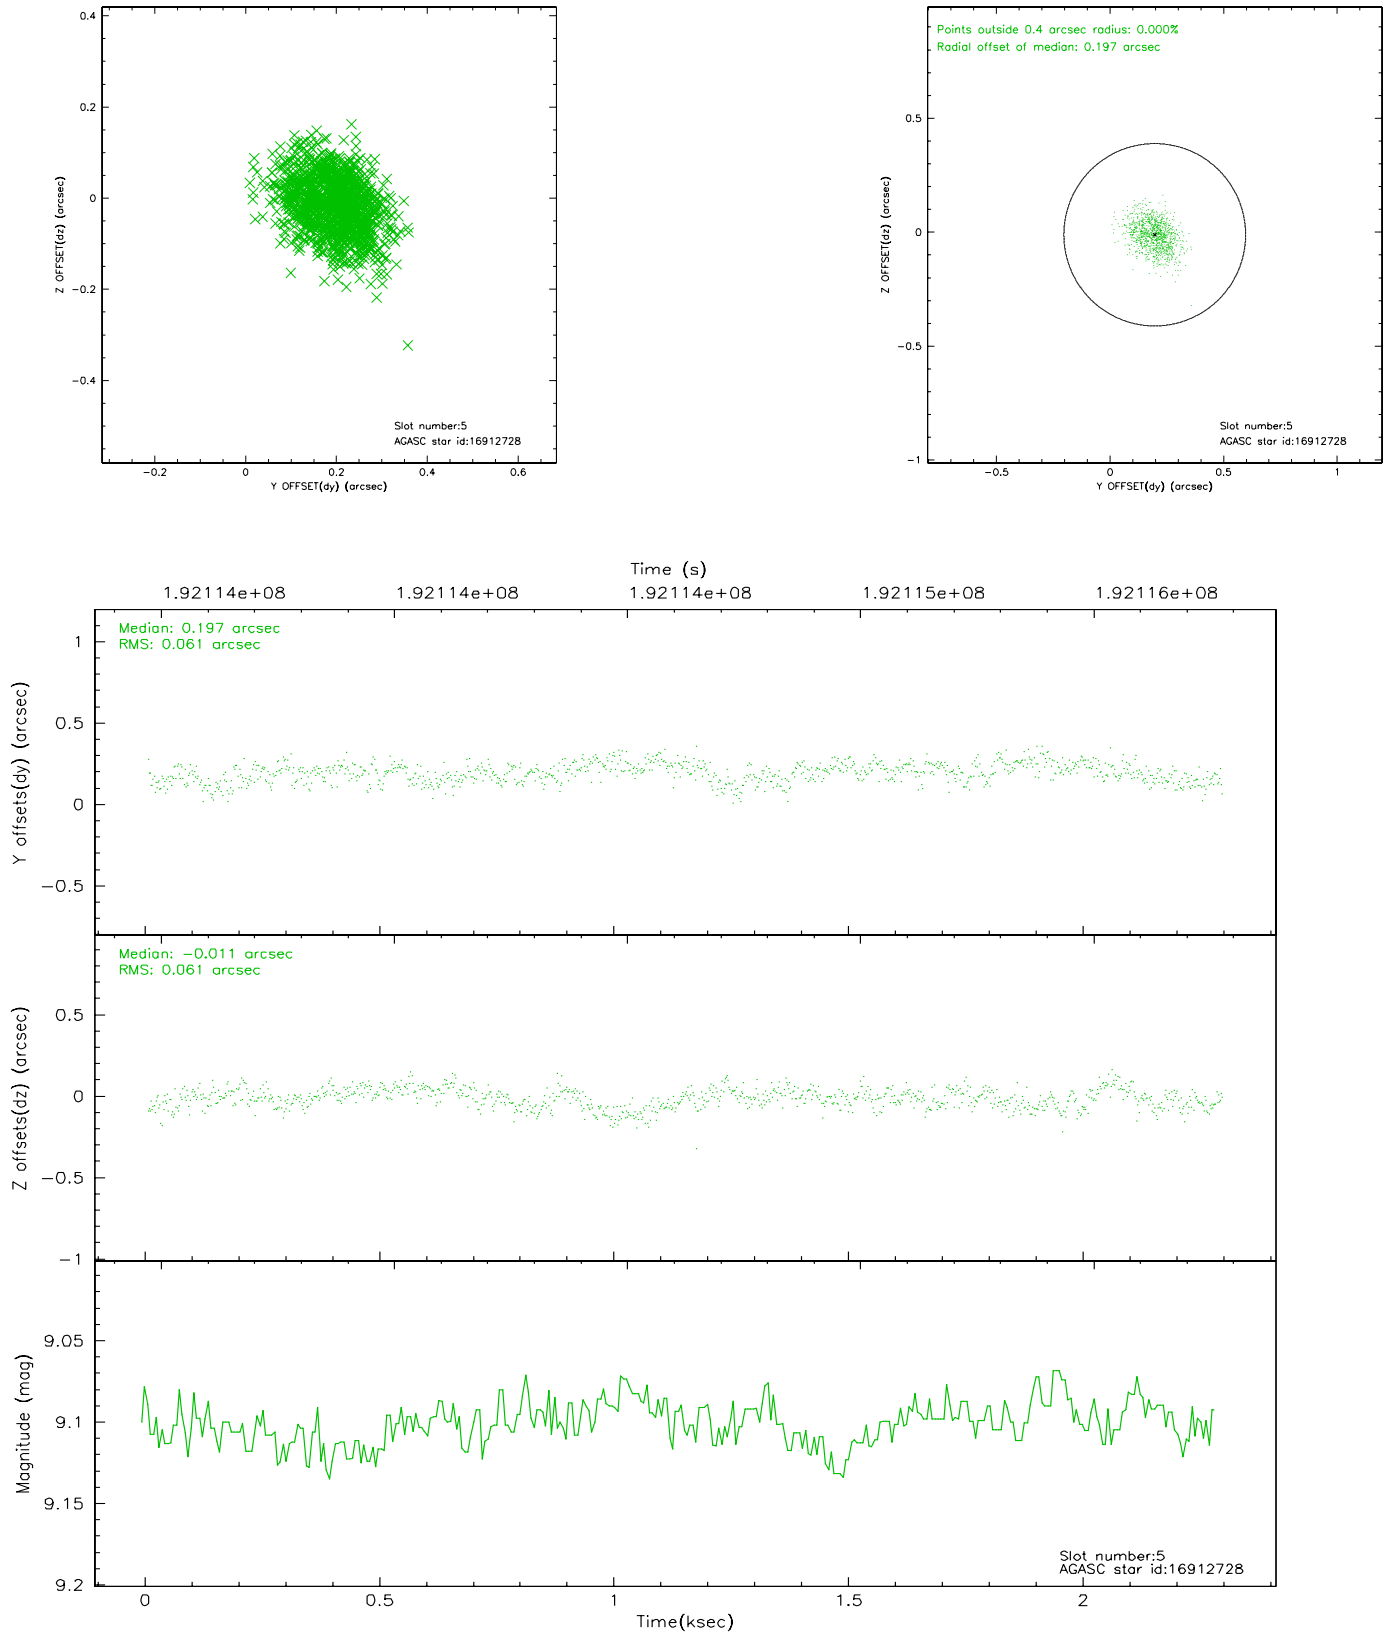 0.4
0.2
0
-0.2
-0.4
Z OFFSET(dz) (arcsec)
Slot number:5
AGASC star id:16912728
-0.2 0 0.2 0.4 0.6
Y OFFSET(dy) (arcsec)
Points outside 0.4 arcsec radius: 0.000%
Radial offset of median: 0.197 arcsec
0.5
0
-0.5
-1
Z OFFSET(dz) (arcsec)
Slot number:5
AGASC star id:16912728
-0.5 0 0.5 1
Y OFFSET(dy) (arcsec)
Time (s)
1.92114e+08 1.92114e+08 1.92114e+08 1.92115e+08 1.92116e+08
Median: 0.197 arcsec
RMS: 0.061 arcsec
1
0.5
0
-0.5
Y offsets(dy) (arcsec)
Median: -0.011 arcsec
RMS: 0.061 arcsec
0.5
0
-0.5
-1
Z offsets(dz) (arcsec)
9.05
9.1
9.15
9.2
Magnitude (mag)
Slot number:5
AGASC star id:16912728
0 0.5 1 1.5 2
Time(ksec)